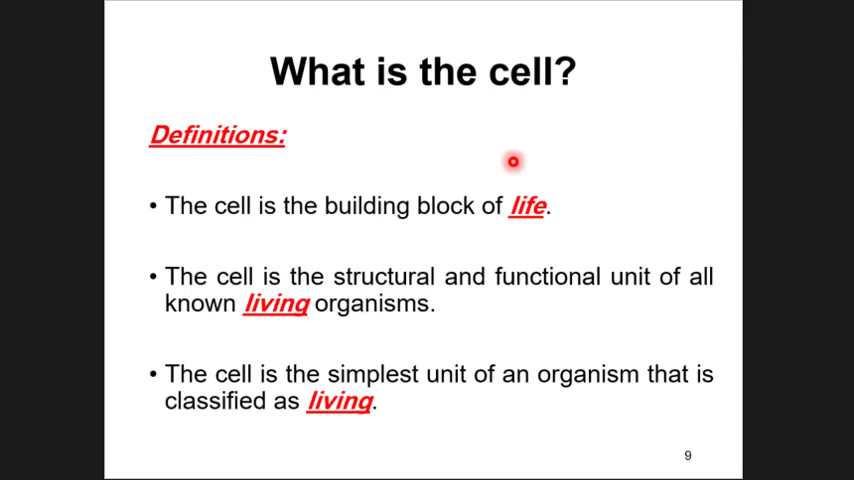 What is the cell?
Definitions:
• The cell is the building block of life.
• The cell is the structural and functional unit of all
known living organisms.
• The cell is the simplest unit of an organism that is
classified as living.
9